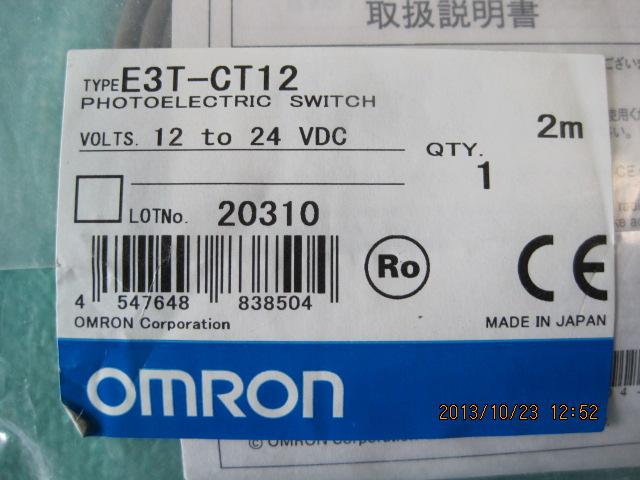 取扱説明書
TYPE E3T-CT12
PHOTOELECTRIC SWITCH
VOLTS. 12 to 24 VDC
2m
QTY.
1
LOTNo. 20310
Ro
CE
4 547648 838504
OMRON Corporation
MADE IN JAPAN
OMRON
2013/10/23 12:52
© OMRON Corporation